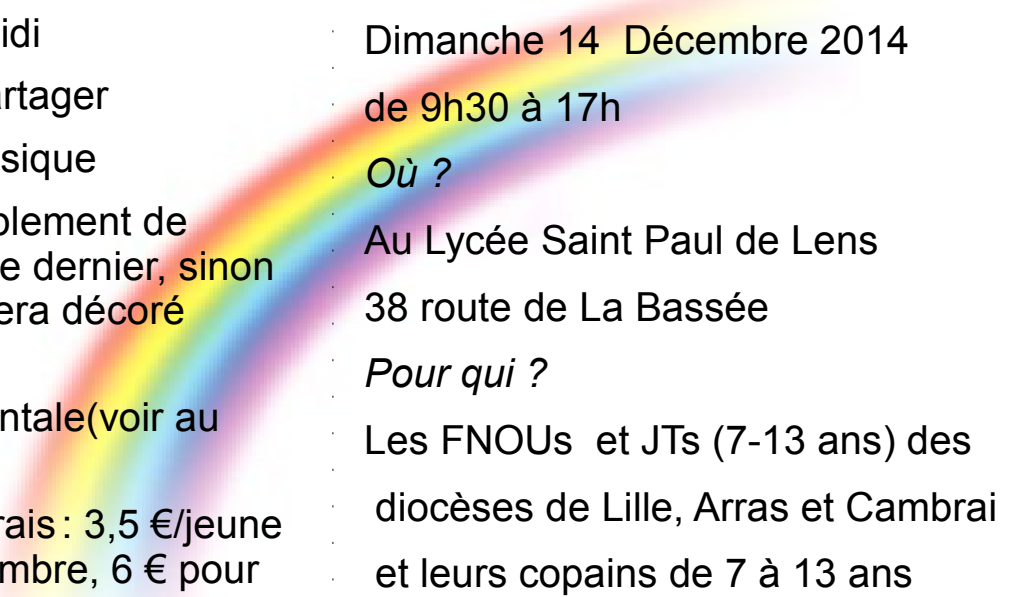 idi
artager
sique
olement de
e dernier, sinon
era décoré
ntale(voir au
rais : 3,5 €/jeune
mbre, 6 € pour
Dimanche 14  Décembre 2014
de 9h30 à 17h
Où ?
Au Lycée Saint Paul de Lens
38 route de La Bassée
Pour qui ?
Les FNOUs  et JTs (7-13 ans) des
diocèses de Lille, Arras et Cambrai
et leurs copains de 7 à 13 ans